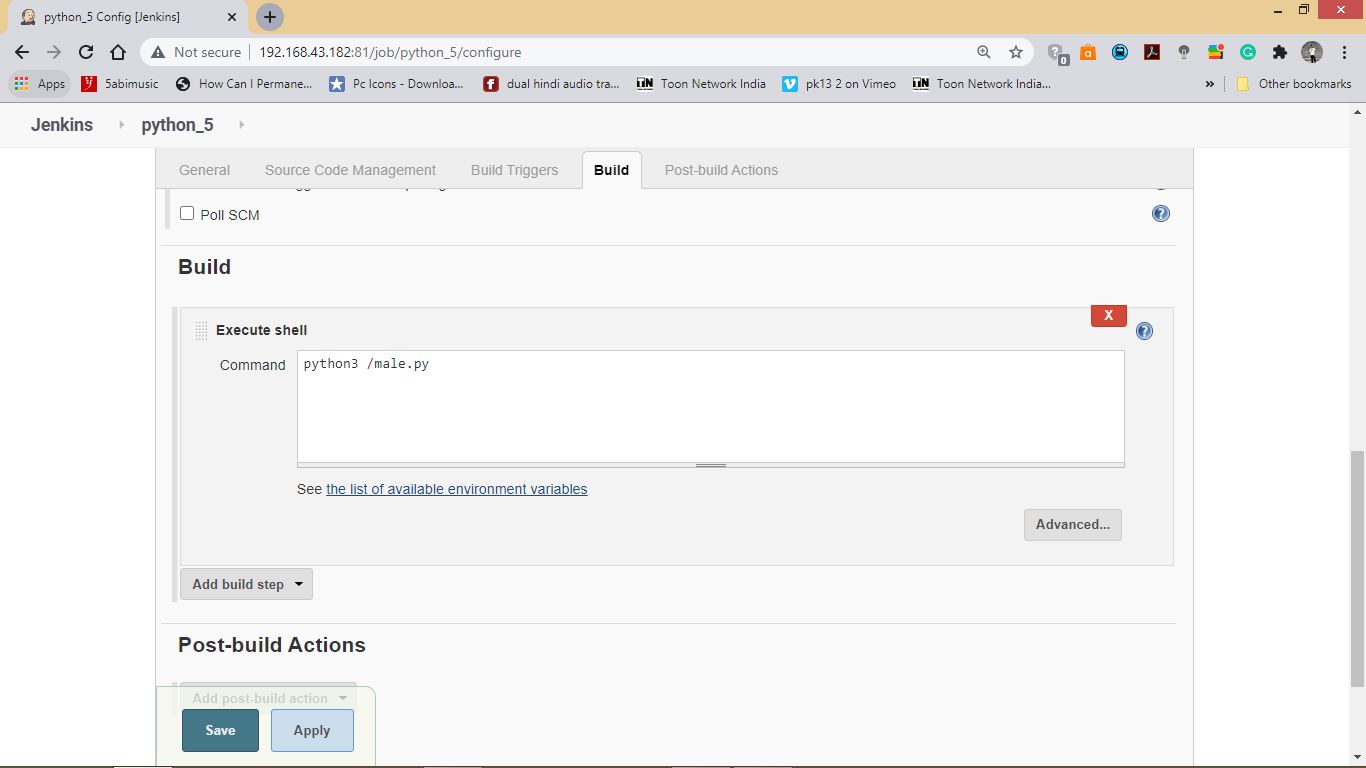 python_5 Config [Jenkins]
Not secure 192.168.43.182:81/job/python_5/configure
Apps 5abimusic How Can I Permane... Pc Icons - Downloa... dual hindi audio tra... Toon Network India pk13 2 on Vimeo Toon Network India... » Other bookmarks
Jenkins python_5
General Source Code Management Build Triggers Build Post-build Actions
Poll SCM
Build
Execute shell
X
Command python3 /male.py
See the list of available environment variables
Advanced...
Add build step
Post-build Actions
Add post-build action
Save Apply